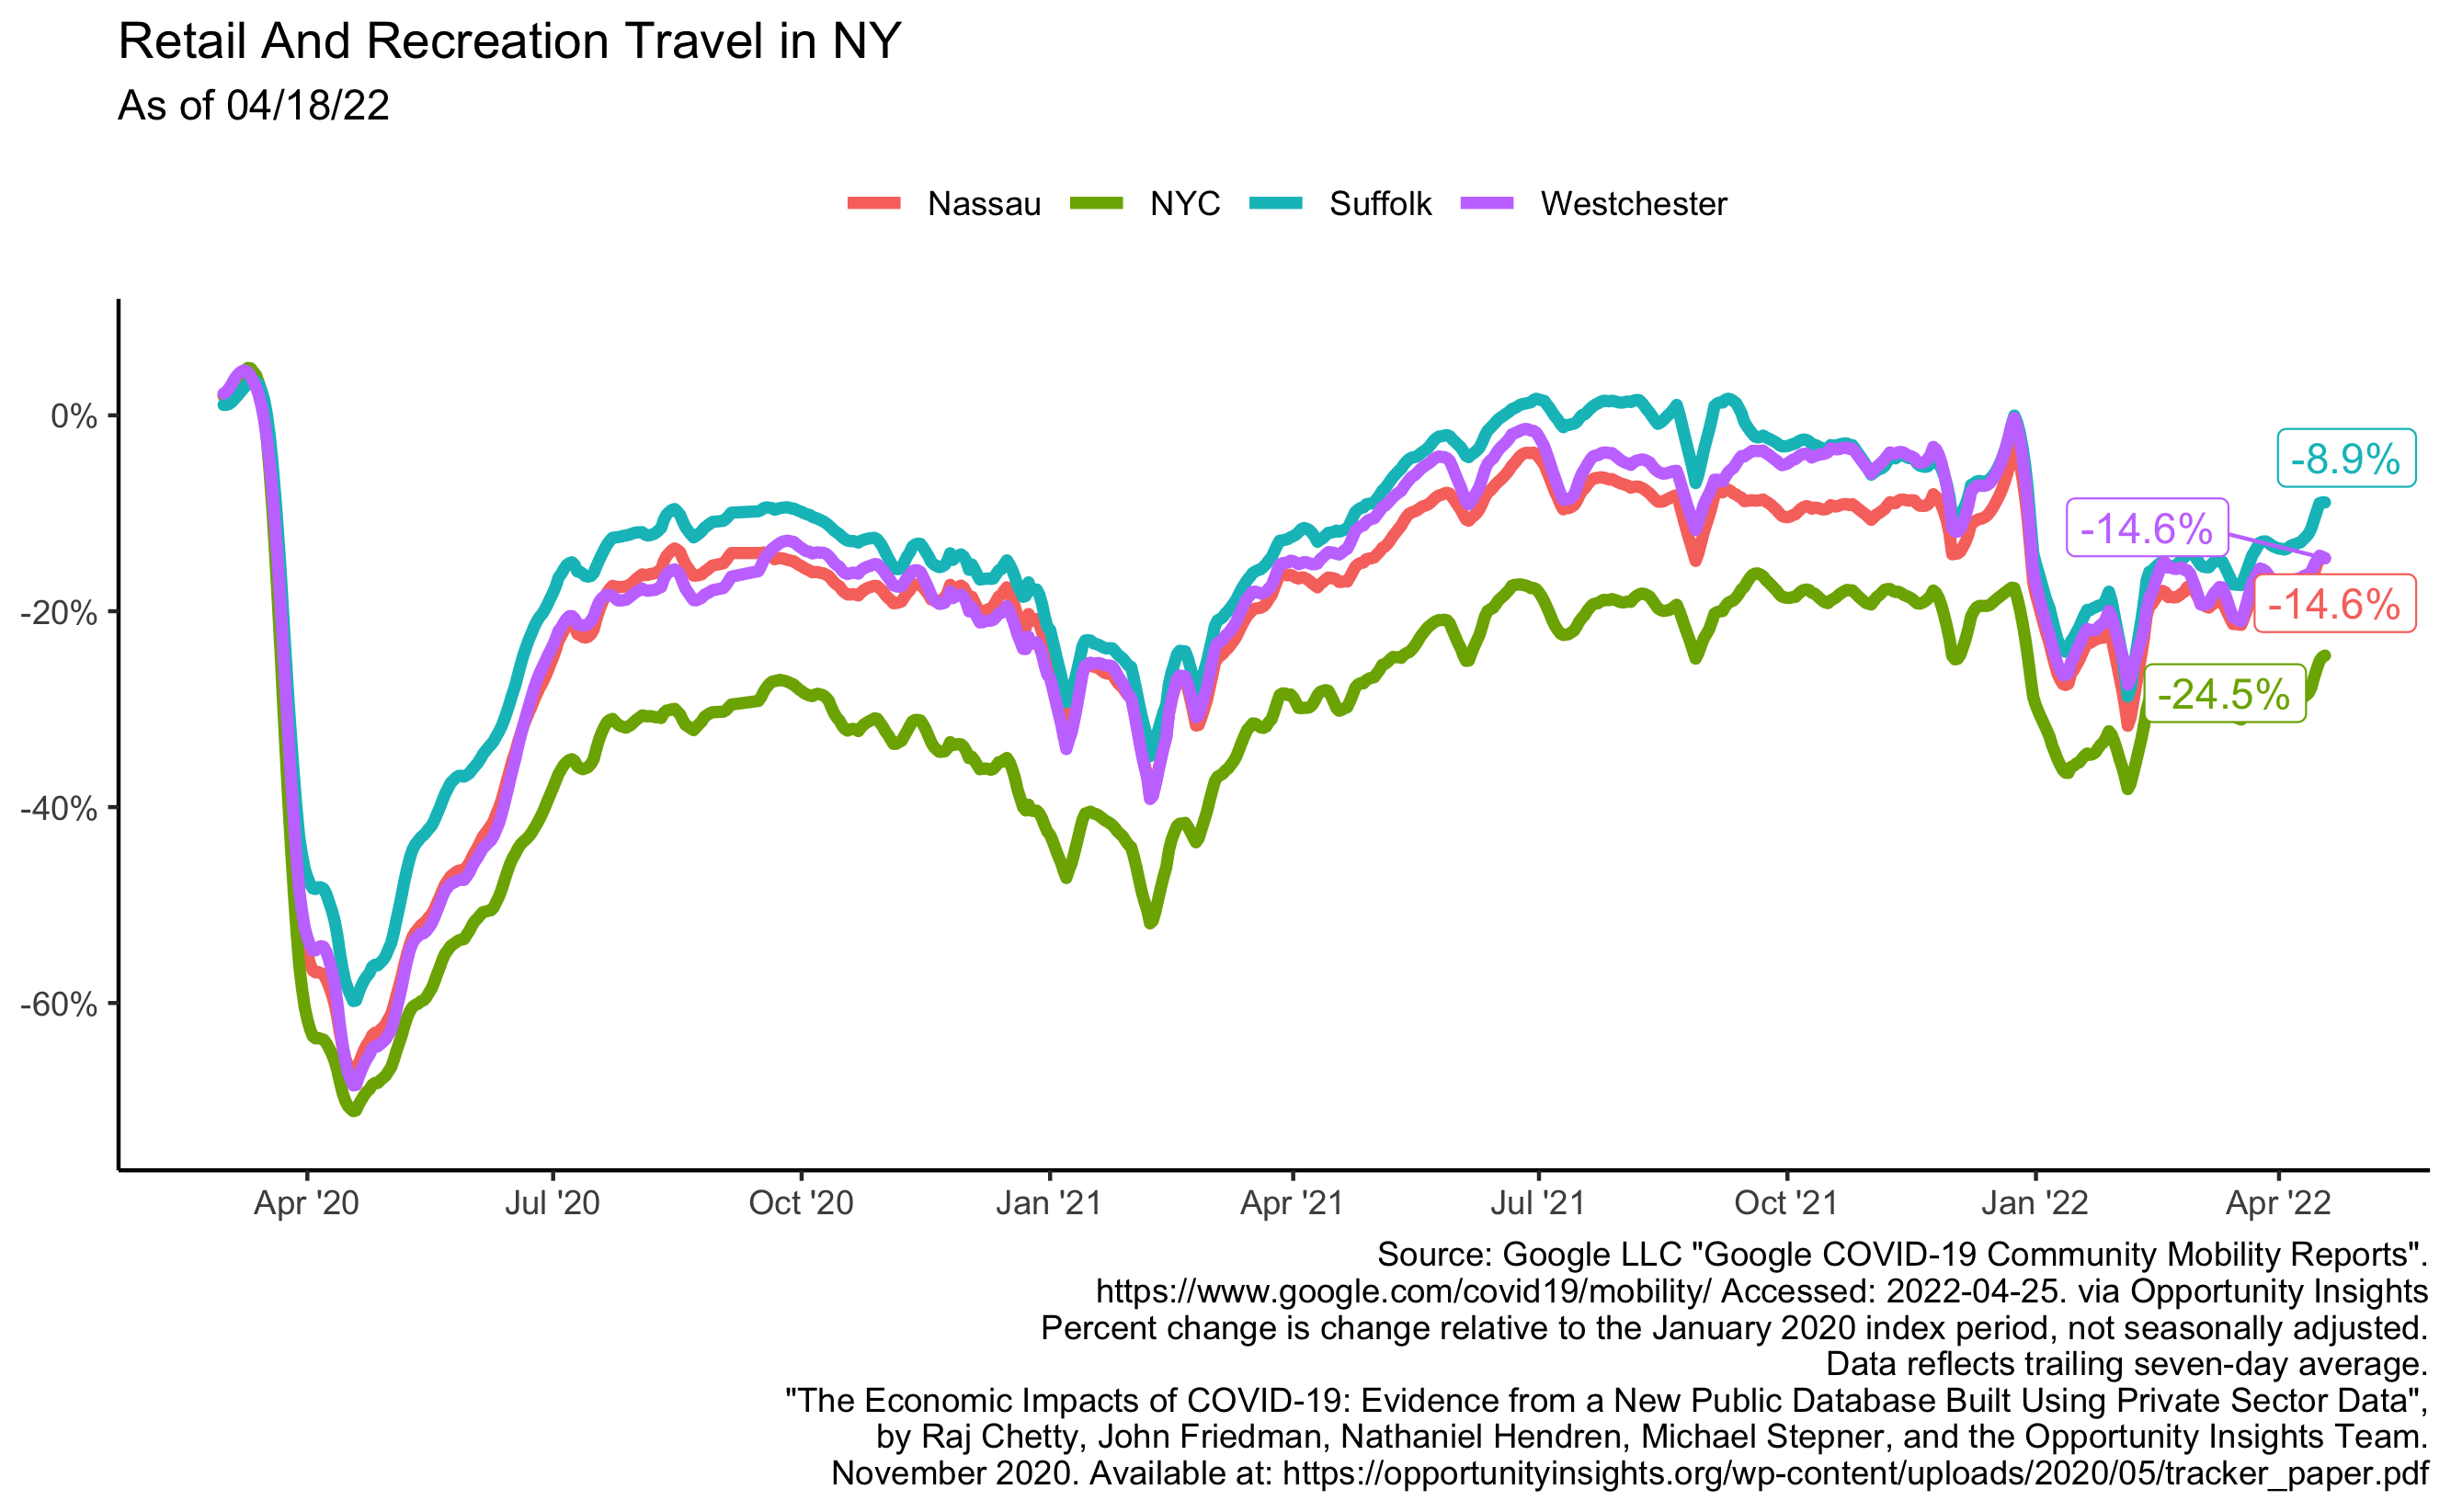 Retail And Recreation Travel in NY
As of 04/18/22
Nassau NYC Suffolk Westchester
0%
-20%
-40%
-60%
-8.9%
-14.6%
-14.6%
-24.5%
Apr '20 Jul '20 Oct '20 Jan '21 Apr '21 Jul '21 Oct '21 Jan '22 Apr '22
Source: Google LLC "Google COVID-19 Community Mobility Reports".
https://www.google.com/covid19/mobility/ Accessed: 2022-04-25. via Opportunity Insights
Percent change is change relative to the January 2020 index period, not seasonally adjusted.
Data reflects trailing seven-day average.
"The Economic Impacts of COVID-19: Evidence from a New Public Database Built Using Private Sector Data",
by Raj Chetty, John Friedman, Nathaniel Hendren, Michael Stepner, and the Opportunity Insights Team.
November 2020. Available at: https://opportunityinsights.org/wp-content/uploads/2020/05/tracker_paper.pdf